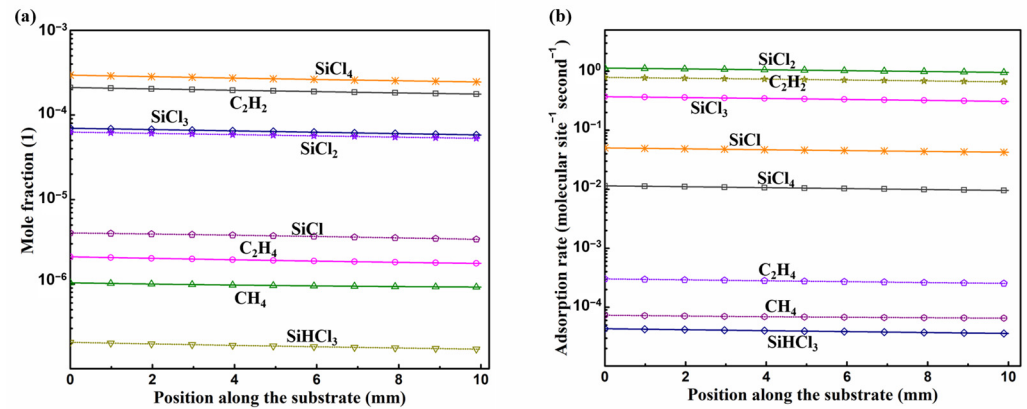 (a)
10⁻³
10⁻⁴
10⁻⁵
10⁻⁶
Mole fraction (1)
SiCl₄
C₂H₂
SiCl₃
SiCl₂
SiCl
C₂H₄
CH₄
SiHCl₃
0 2 4 6 8 10
Position along the substrate (mm)
(b)
10⁰
10⁻¹
10⁻²
10⁻³
10⁻⁴
Adsorption rate (molecular site⁻¹ second⁻¹)
SiCl₂
C₂H₂
SiCl₃
SiCl
SiCl₄
C₂H₄
CH₄
SiHCl₃
0 2 4 6 8 10
Position along the substrate (mm)